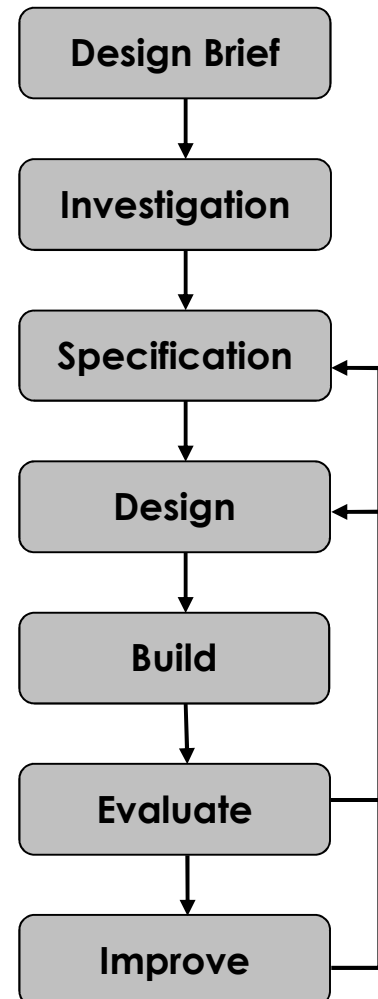 Design Brief
Investigation
Specification
Design
Build
Evaluate
Improve